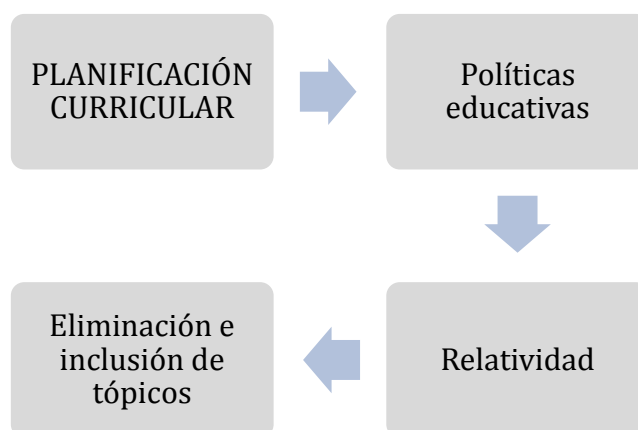 PLANIFICACIÓN
CURRICULAR
Políticas
educativas
Relatividad
Eliminación e
inclusión de
tópicos